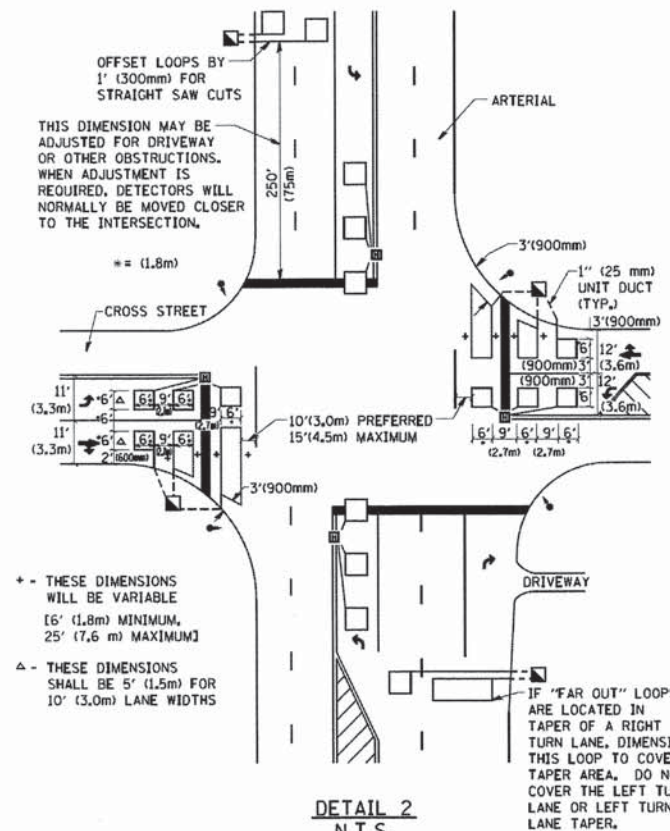 OFFSET LOOPS BY
1' (300mm) FOR
STRAIGHT SAW CUTS
THIS DIMENSION MAY BE
ADJUSTED FOR DRIVEWAY
OR OTHER OBSTRUCTIONS.
WHEN ADJUSTMENT IS
REQUIRED, DETECTORS WILL
NORMALLY BE MOVED CLOSER
TO THE INTERSECTION.
*= (1.8m)
250'
(75m)
ARTERIAL
3'(900mm)
1" (25 mm)
UNIT DUCT
(TYP.)
3'(900mm)
CROSS STREET
6'
12'
(3.6m)
(900mm) 3'
(900mm) 3'
12'
6'
(3.6m)
6' 9' 6' 9' 6'
(2.7m) (2.7m)
11'
(3.3m)
6'
6' 9' 6'
6'
9' 6'
(2.7m)
11'
(3.3m)
6'
6' 9' 6'
2' (600mm)
10'(3.0m) PREFERRED
15'(4.5m) MAXIMUM
3'(900mm)
+ - THESE DIMENSIONS
WILL BE VARIABLE
[6' (1.8m) MINIMUM,
25' (7.6 m) MAXIMUM]
△ - THESE DIMENSIONS
SHALL BE 5' (1.5m) FOR
10' (3.0m) LANE WIDTHS
DRIVEWAY
IF "FAR OUT" LOOPS
ARE LOCATED IN
TAPER OF A RIGHT
TURN LANE, DIMENSI
THIS LOOP TO COVE
TAPER AREA. DO N
COVER THE LEFT TU
LANE OR LEFT TURN
LANE TAPER.
DETAIL 2
N.T.S.